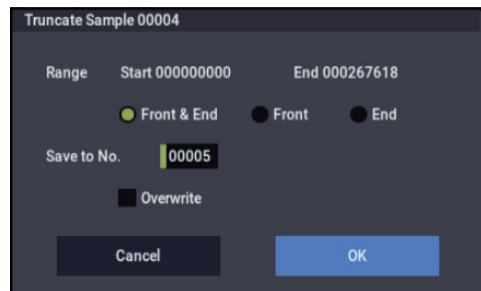 Truncate Sample 00004
Range Start 000000000 End 000267618
Front & End Front End
Save to No. 00005
Overwrite
Cancel OK